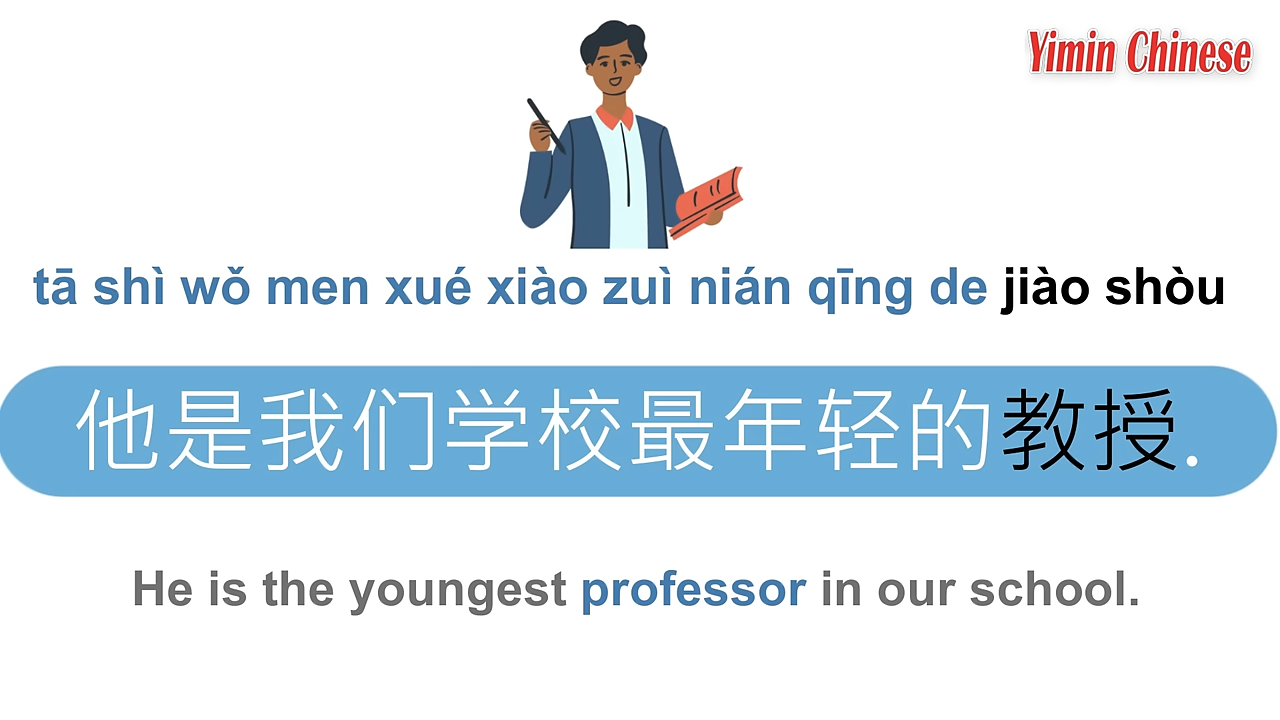 Yimin Chinese
tā shì wǒ men xué xiào zuì nián qīng de jiào shòu
他是我们学校最年轻的教授.
He is the youngest professor in our school.